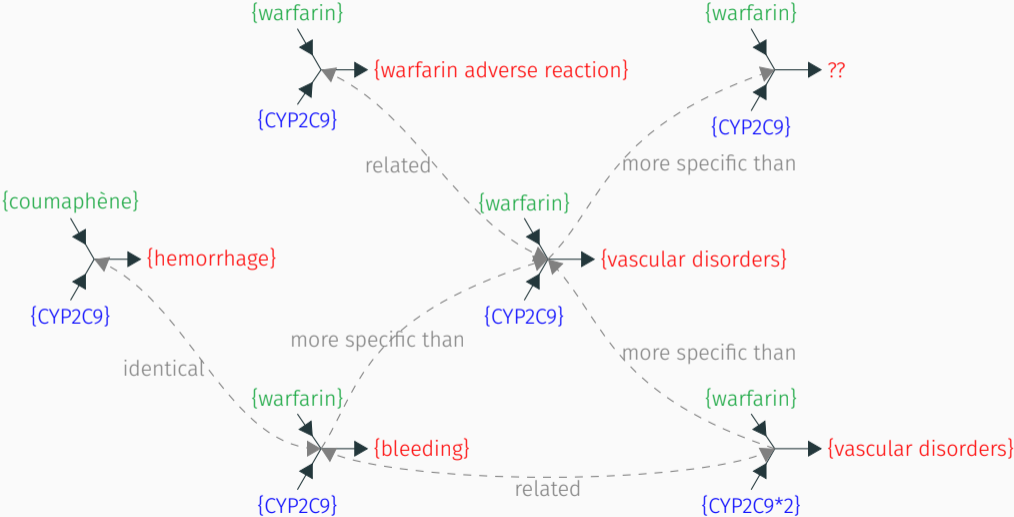 {warfarin}
{warfarin}
{warfarin adverse reaction}
??
{CYP2C9}
{CYP2C9}
related
more specific than
{coumaphène}
{warfarin}
{hemorrhage}
{vascular disorders}
{CYP2C9}
{CYP2C9}
more specific than
more specific than
identical
{warfarin}
{warfarin}
{bleeding}
{vascular disorders}
related
{CYP2C9}
{CYP2C9*2}